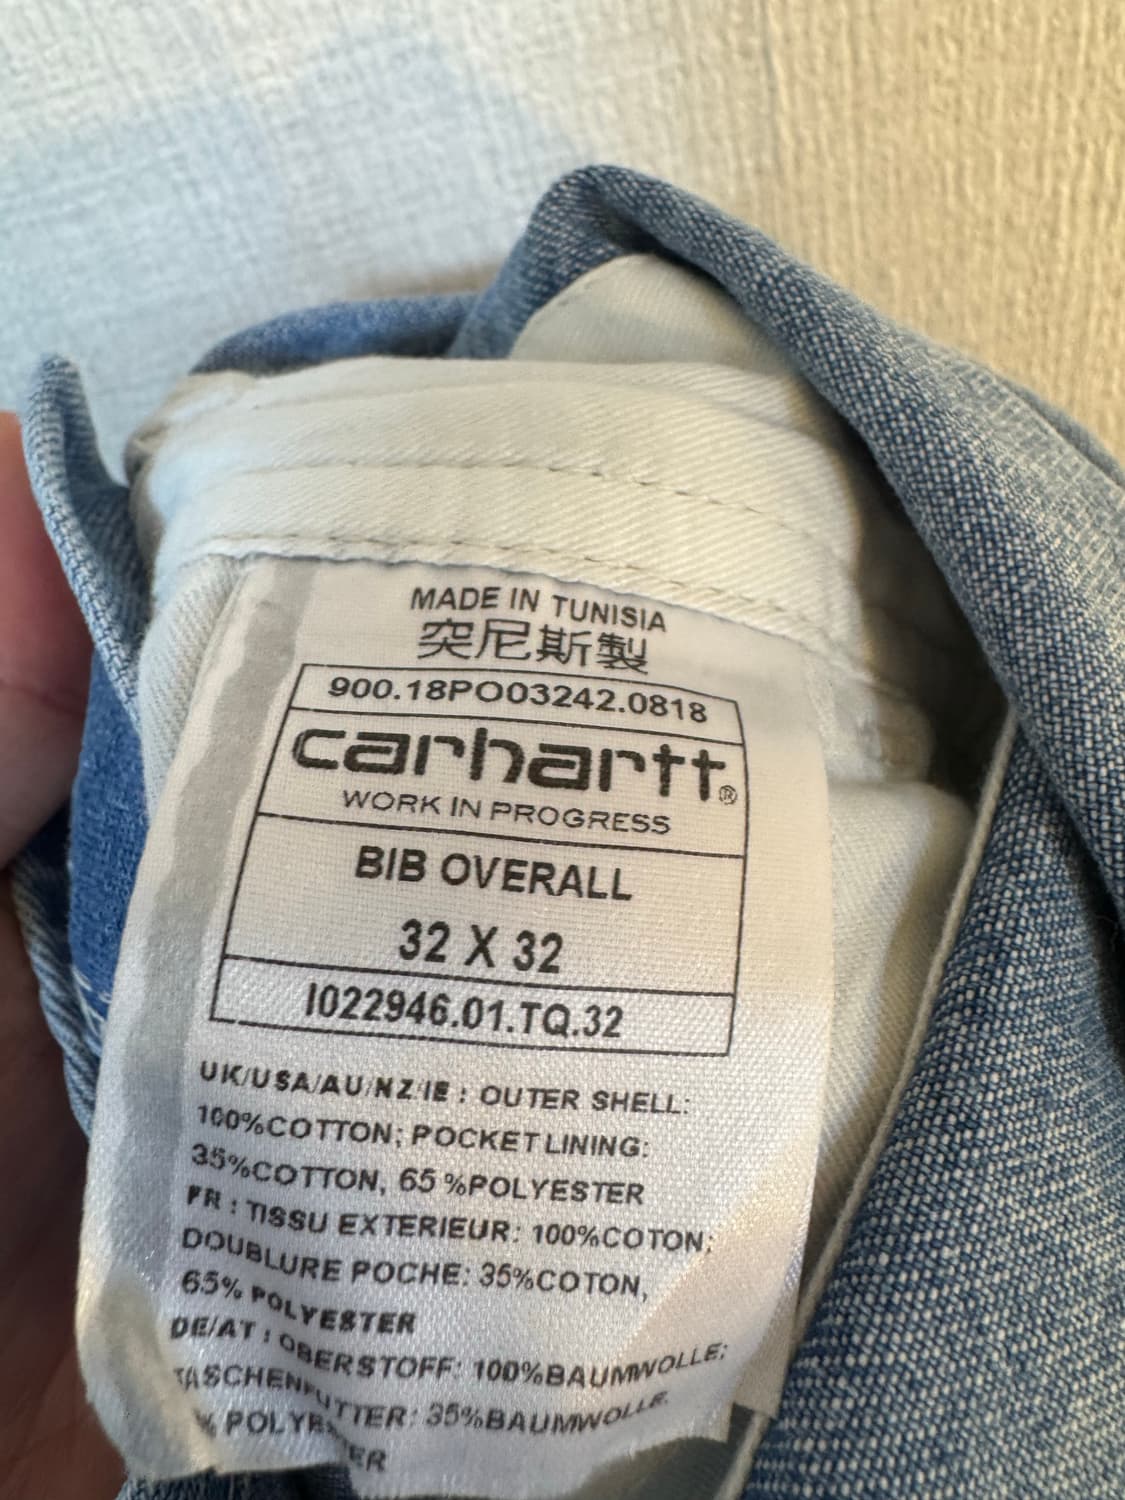 MADE IN TUNISIA
突尼斯製
900.18PO03242.0818
carhartt®
WORK IN PROGRESS
BIB OVERALL
32 X 32
I022946.01.TQ.32
UK/USA/AU/NZ/IE : OUTER SHELL:
100%COTTON; POCKET LINING:
35%COTTON, 65 %POLYESTER
FR : TISSU EXTERIEUR: 100%COTON;
DOUBLURE POCHE: 35%COTON,
65% POLYESTER
DE/AT : OBERSTOFF: 100%BAUMWOLLE;
TASCHENFUTTER: 35%BAUMWOLLE,
% POLYESTER